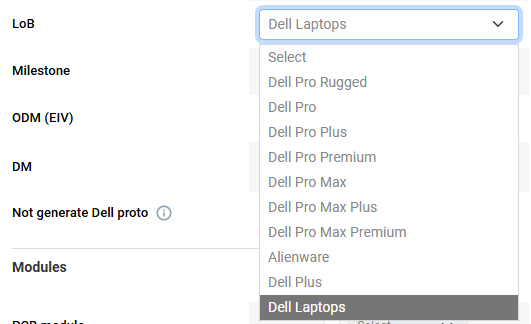 LoB
Dell Laptops
Select
Dell Pro Rugged
Milestone
Dell Pro
ODM (EIV)
Dell Pro Plus
Dell Pro Premium
DM
Dell Pro Max
Dell Pro Max Plus
Not generate Dell proto
Dell Pro Max Premium
Alienware
Modules
Dell Plus
Dell Laptops